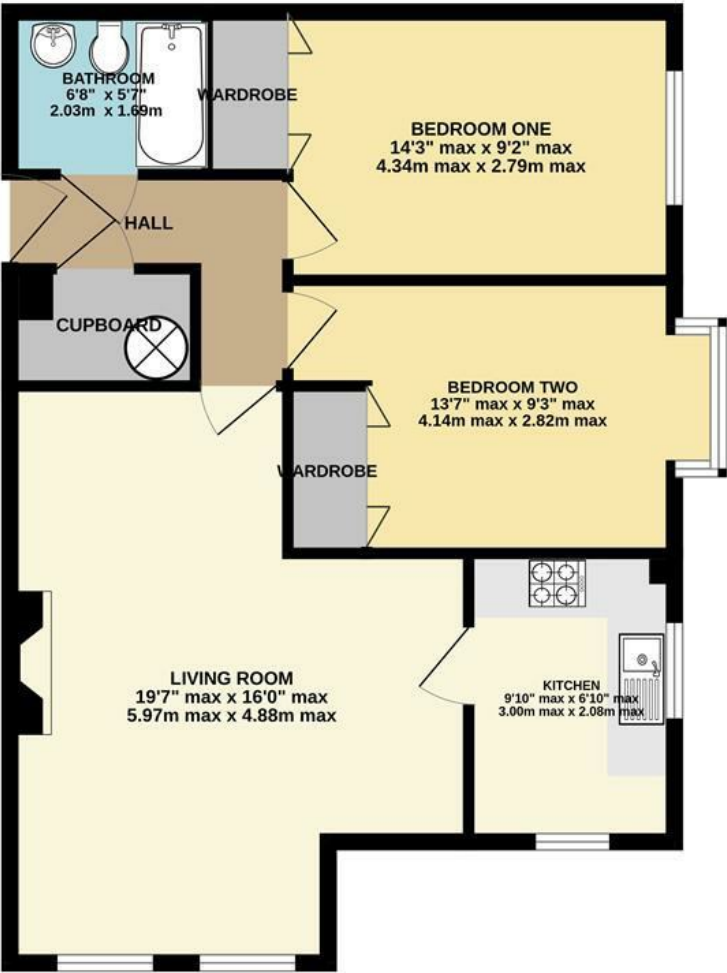 BATHROOM
6'8" x 5'7"
2.03m x 1.69m
WARDROBE
BEDROOM ONE
14'3" max x 9'2" max
4.34m max x 2.79m max
HALL
CUPBOARD
BEDROOM TWO
13'7" max x 9'3" max
4.14m max x 2.82m max
WARDROBE
LIVING ROOM
19'7" max x 16'0" max
5.97m max x 4.88m max
KITCHEN
9'10" max x 6'10" max
3.00m max x 2.08m max